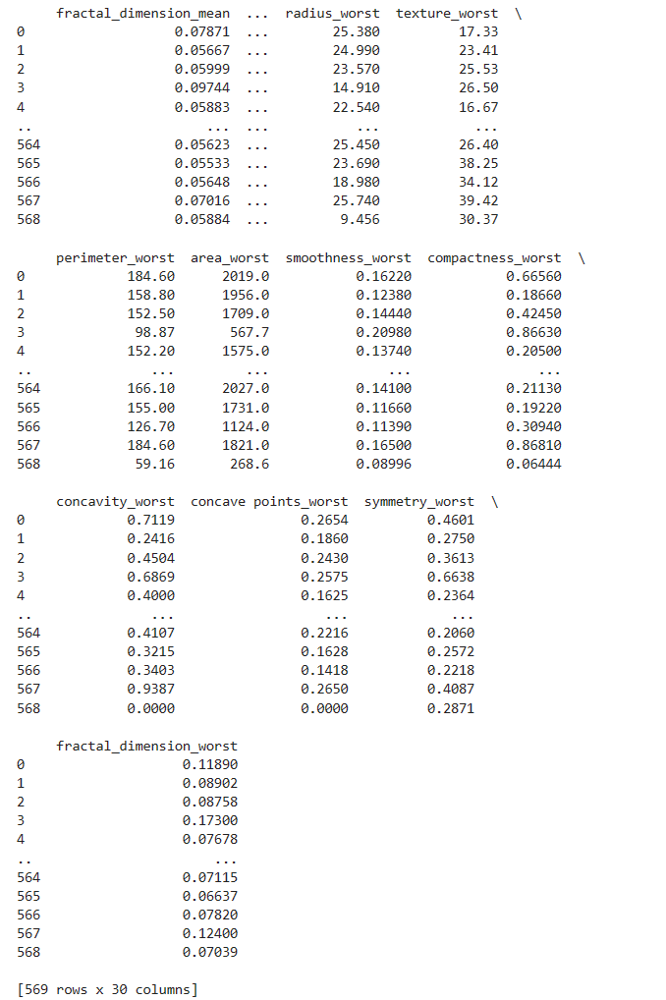 fractal_dimension_mean  ...  radius_worst  texture_worst  \
0                   0.07871  ...        25.380          17.33
1                   0.05667  ...        24.990          23.41
2                   0.05999  ...        23.570          25.53
3                   0.09744  ...        14.910          26.50
4                   0.05883  ...        22.540          16.67
..                      ...  ...           ...            ...
564                 0.05623  ...        25.450          26.40
565                 0.05533  ...        23.690          38.25
566                 0.05648  ...        18.980          34.12
567                 0.07016  ...        25.740          39.42
568                 0.05884  ...         9.456          30.37

     perimeter_worst  area_worst  smoothness_worst  compactness_worst  \
0             184.60      2019.0           0.16220            0.66560
1             158.80      1956.0           0.12380            0.18660
2             152.50      1709.0           0.14440            0.42450
3              98.87       567.7           0.20980            0.86630
4             152.20      1575.0           0.13740            0.20500
..               ...         ...               ...                ...
564           166.10      2027.0           0.14100            0.21130
565           155.00      1731.0           0.11660            0.19220
566           126.70      1124.0           0.11390            0.30940
567           184.60      1821.0           0.16500            0.86810
568            59.16       268.6           0.08996            0.06444

     concavity_worst  concave points_worst  symmetry_worst  \
0             0.7119                0.2654          0.4601
1             0.2416                0.1860          0.2750
2             0.4504                0.2430          0.3613
3             0.6869                0.2575          0.6638
4             0.4000                0.1625          0.2364
..               ...                   ...             ...
564           0.4107                0.2216          0.2060
565           0.3215                0.1628          0.2572
566           0.3403                0.1418          0.2218
567           0.9387                0.2650          0.4087
568           0.0000                0.0000          0.2871

     fractal_dimension_worst
0                    0.11890
1                    0.08902
2                    0.08758
3                    0.17300
4                    0.07678
..                       ...
564                  0.07115
565                  0.06637
566                  0.07820
567                  0.12400
568                  0.07039

[569 rows x 30 columns]